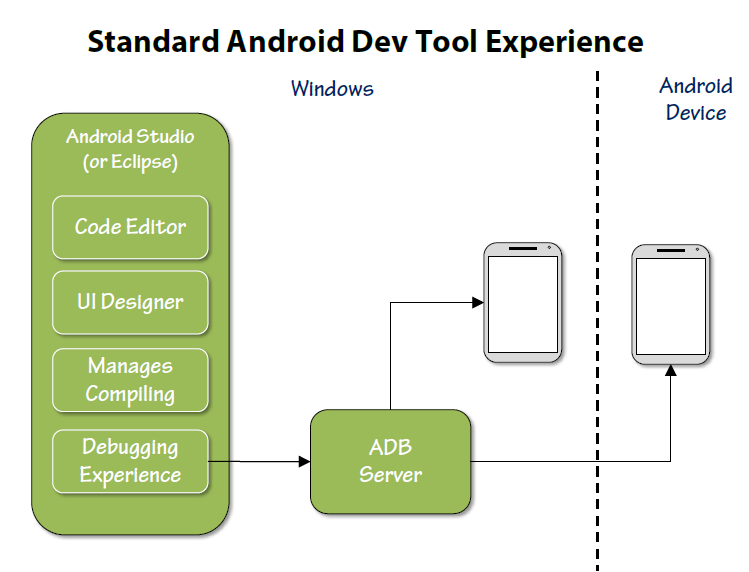 Standard Android Dev Tool Experience
Windows
Android
Device
Android Studio
(or Eclipse)
Code Editor
UI Designer
Manages
Compiling
Debugging
Experience
ADB
Server